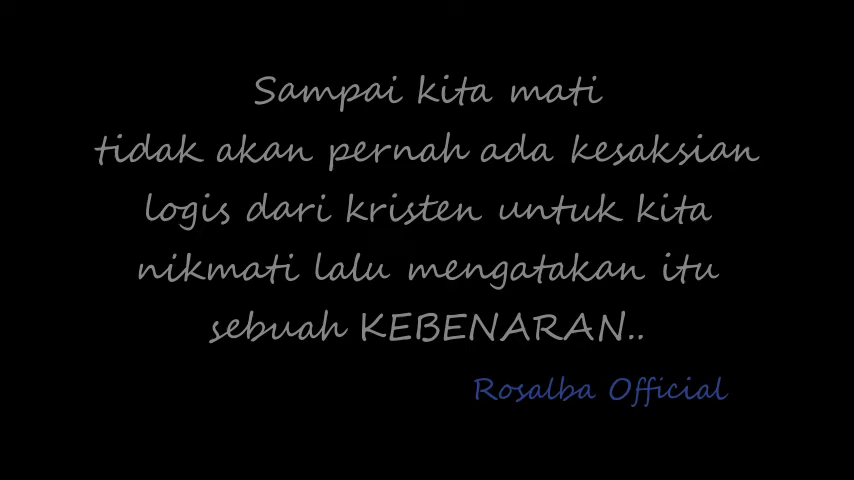 Sampai kita mati
tidak akan pernah ada kesaksian
logis dari kristen untuk kita
nikmati lalu mengatakan itu
sebuah KEBENARAN..
Rosalba Official